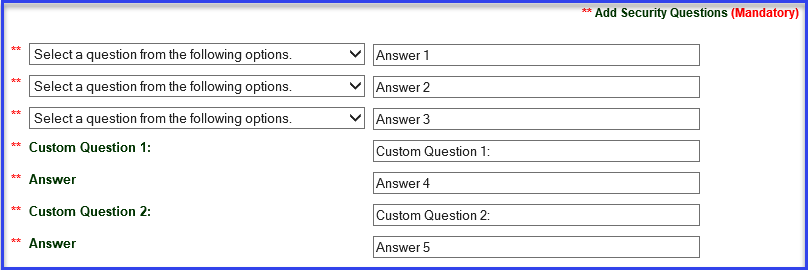 ** Add Security Questions (Mandatory)
** Select a question from the following options. Answer 1
** Select a question from the following options. Answer 2
** Select a question from the following options. Answer 3
** Custom Question 1: Custom Question 1:
** Answer Answer 4
** Custom Question 2: Custom Question 2:
** Answer Answer 5